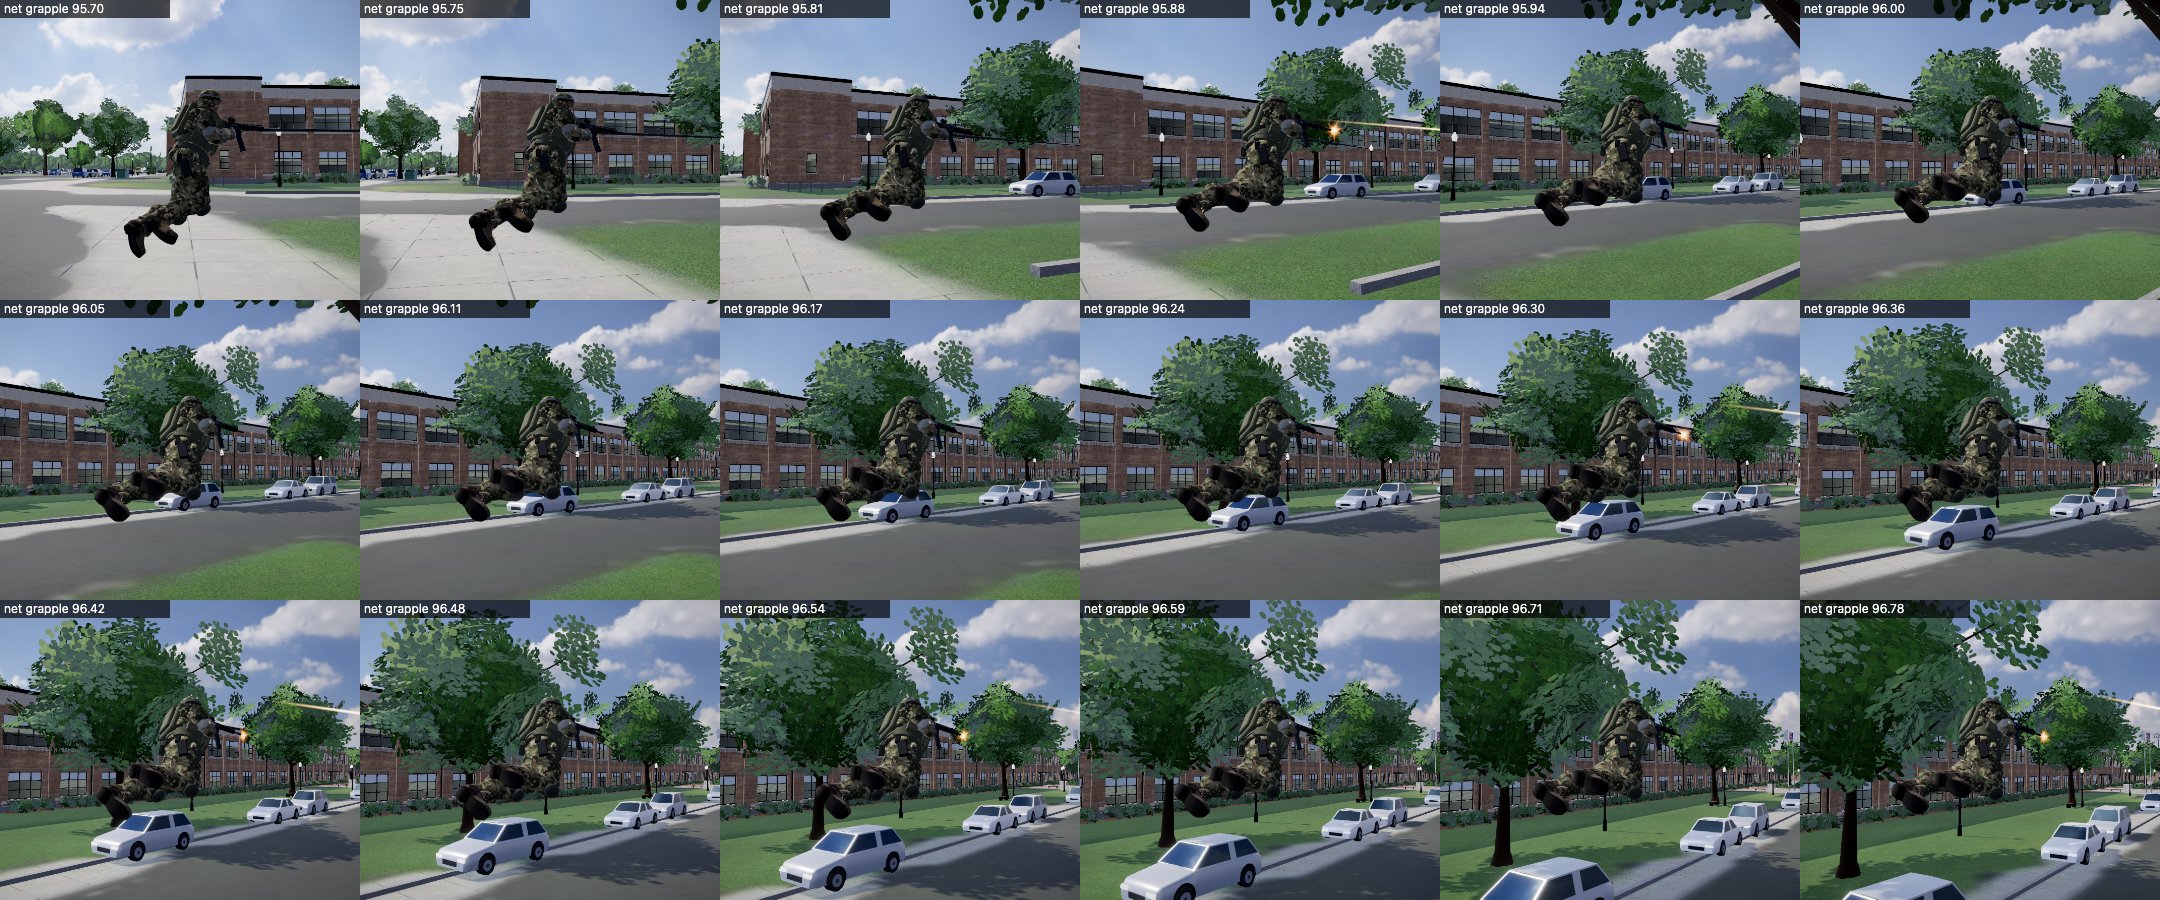 net grapple 95.70
net grapple 95.75
net grapple 95.81
net grapple 95.88
net grapple 95.94
net grapple 96.00
net grapple 96.05
net grapple 96.11
net grapple 96.17
net grapple 96.24
net grapple 96.30
net grapple 96.36
net grapple 96.42
net grapple 96.48
net grapple 96.54
net grapple 96.59
net grapple 96.71
net grapple 96.78